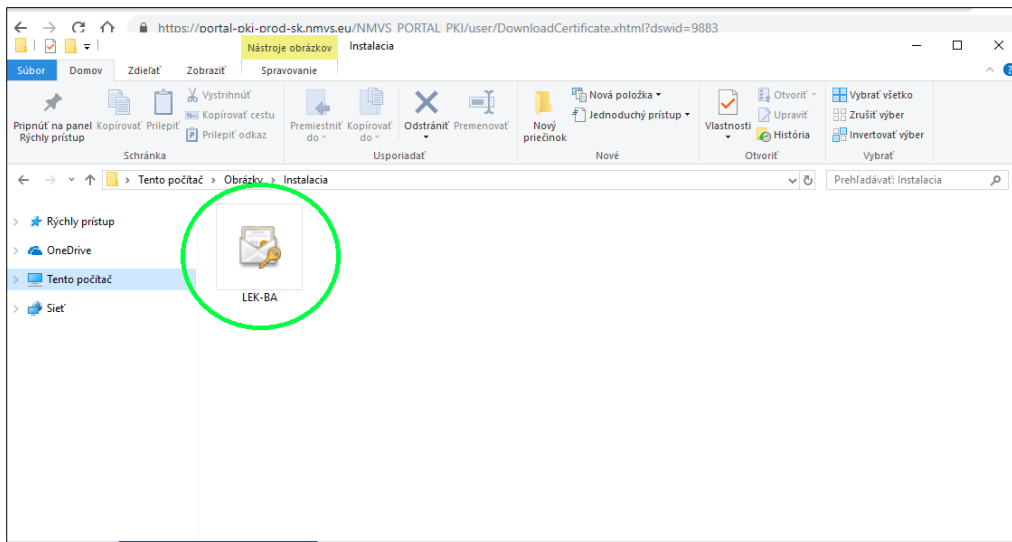 https://portal-pki-prod-sk.nmvs.eu/NMVS_PORTAL_PKI/user/DownloadCertificate.xhtml?dswid=9883
Nástroje obrázkov Instalacia
Súbor Domov Zdieľať Zobraziť Spravovanie
Pripnúť na panel Rýchly prístup
Kopírovať
Prilepiť
Vystrihnúť
Kopírovať cestu
Prilepiť odkaz
Schránka
Premiestniť do
Kopírovať do
Odstrániť
Premenovať
Usporiadať
Nový priečinok
Nová položka
Jednoduchý prístup
Nové
Vlastnosti
Otvoriť
Upraviť
História
Otvoriť
Vybrať všetko
Zrušiť výber
Invertovať výber
Vybrať
Tento počítač > Obrázky > Instalacia
Prehľadávať: Instalacia
Rýchly prístup
OneDrive
Tento počítač
Sieť
LEK-BA